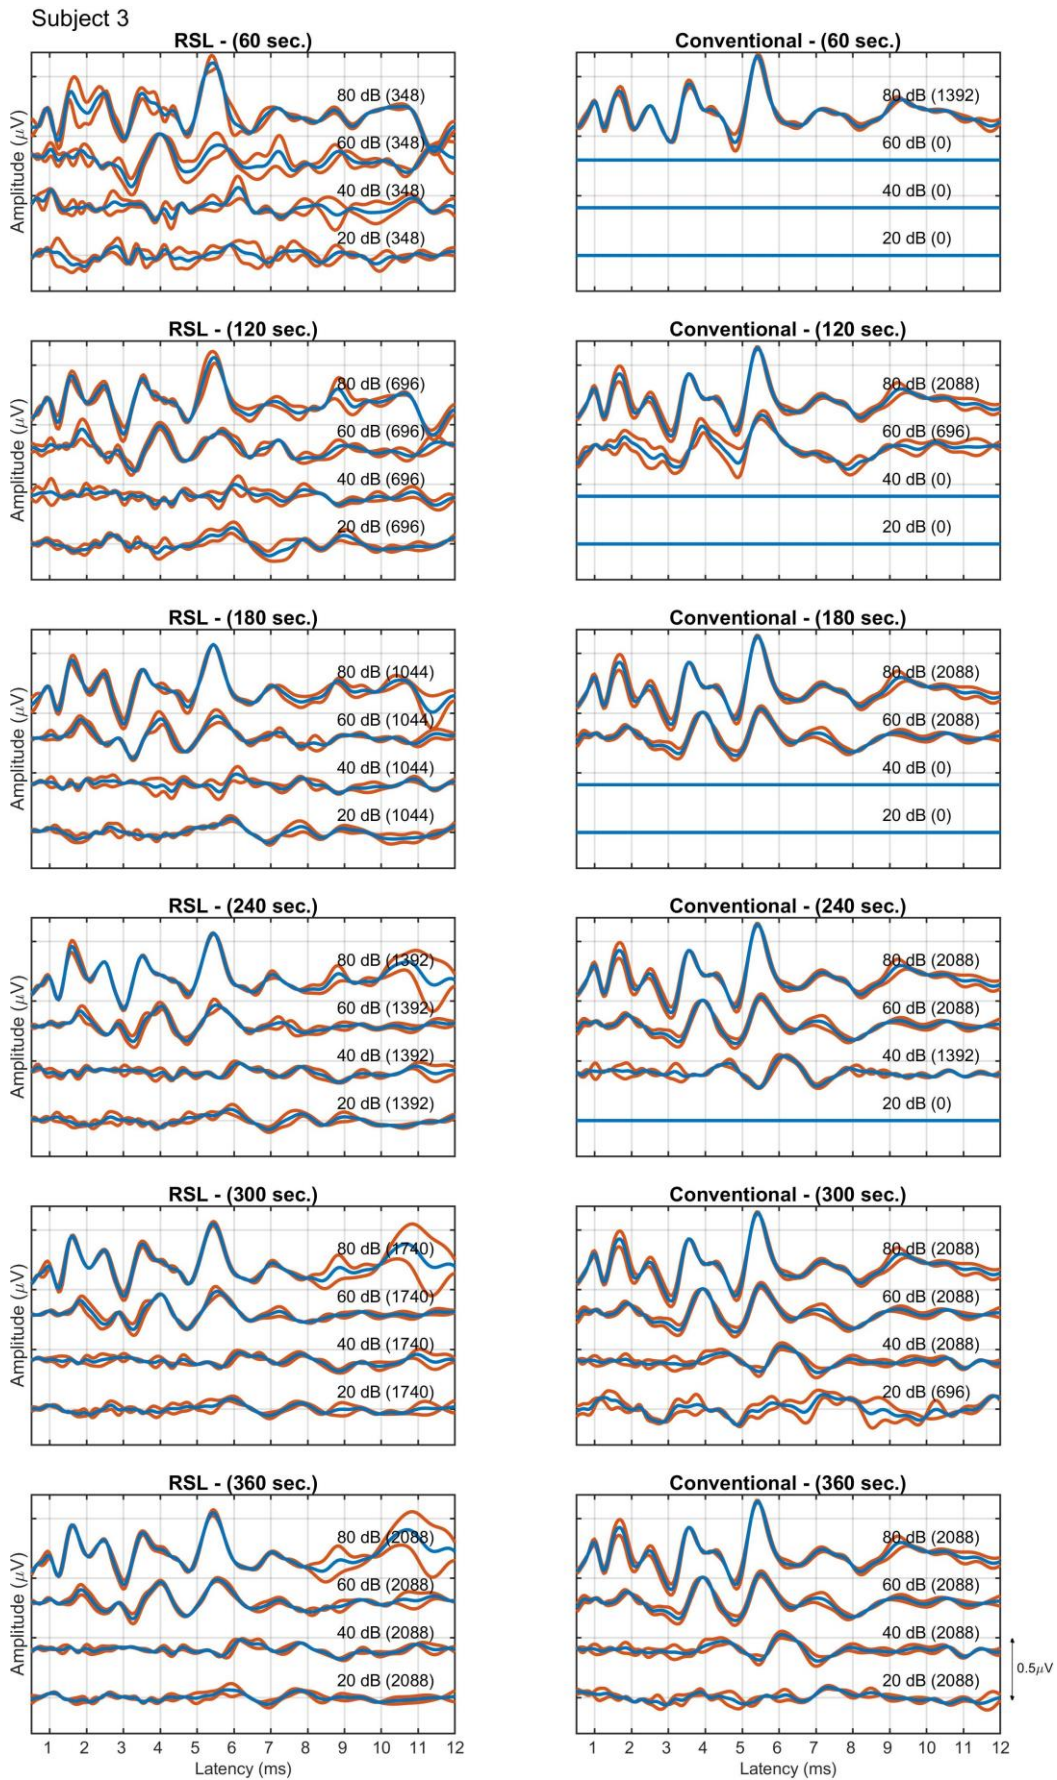 Subject 3
RSL - (60 sec.)
Conventional - (60 sec.)
Amplitude (μV)
80 dB (348)
60 dB (348)
40 dB (348)
20 dB (348)
80 dB (1392)
60 dB (0)
40 dB (0)
20 dB (0)
RSL - (120 sec.)
Conventional - (120 sec.)
Amplitude (μV)
80 dB (696)
60 dB (696)
40 dB (696)
20 dB (696)
80 dB (2088)
60 dB (696)
40 dB (0)
20 dB (0)
RSL - (180 sec.)
Conventional - (180 sec.)
Amplitude (μV)
80 dB (1044)
60 dB (1044)
40 dB (1044)
20 dB (1044)
80 dB (2088)
60 dB (2088)
40 dB (0)
20 dB (0)
RSL - (240 sec.)
Conventional - (240 sec.)
Amplitude (μV)
80 dB (1392)
60 dB (1392)
40 dB (1392)
20 dB (1392)
80 dB (2088)
60 dB (2088)
40 dB (1392)
20 dB (0)
RSL - (300 sec.)
Conventional - (300 sec.)
Amplitude (μV)
80 dB (1740)
60 dB (1740)
40 dB (1740)
20 dB (1740)
80 dB (2088)
60 dB (2088)
40 dB (2088)
20 dB (696)
RSL - (360 sec.)
Conventional - (360 sec.)
Amplitude (μV)
80 dB (2088)
60 dB (2088)
40 dB (2088)
20 dB (2088)
80 dB (2088)
60 dB (2088)
40 dB (2088)
20 dB (2088)
0.5μV
1 2 3 4 5 6 7 8 9 10 11 12
1 2 3 4 5 6 7 8 9 10 11 12
Latency (ms)
Latency (ms)